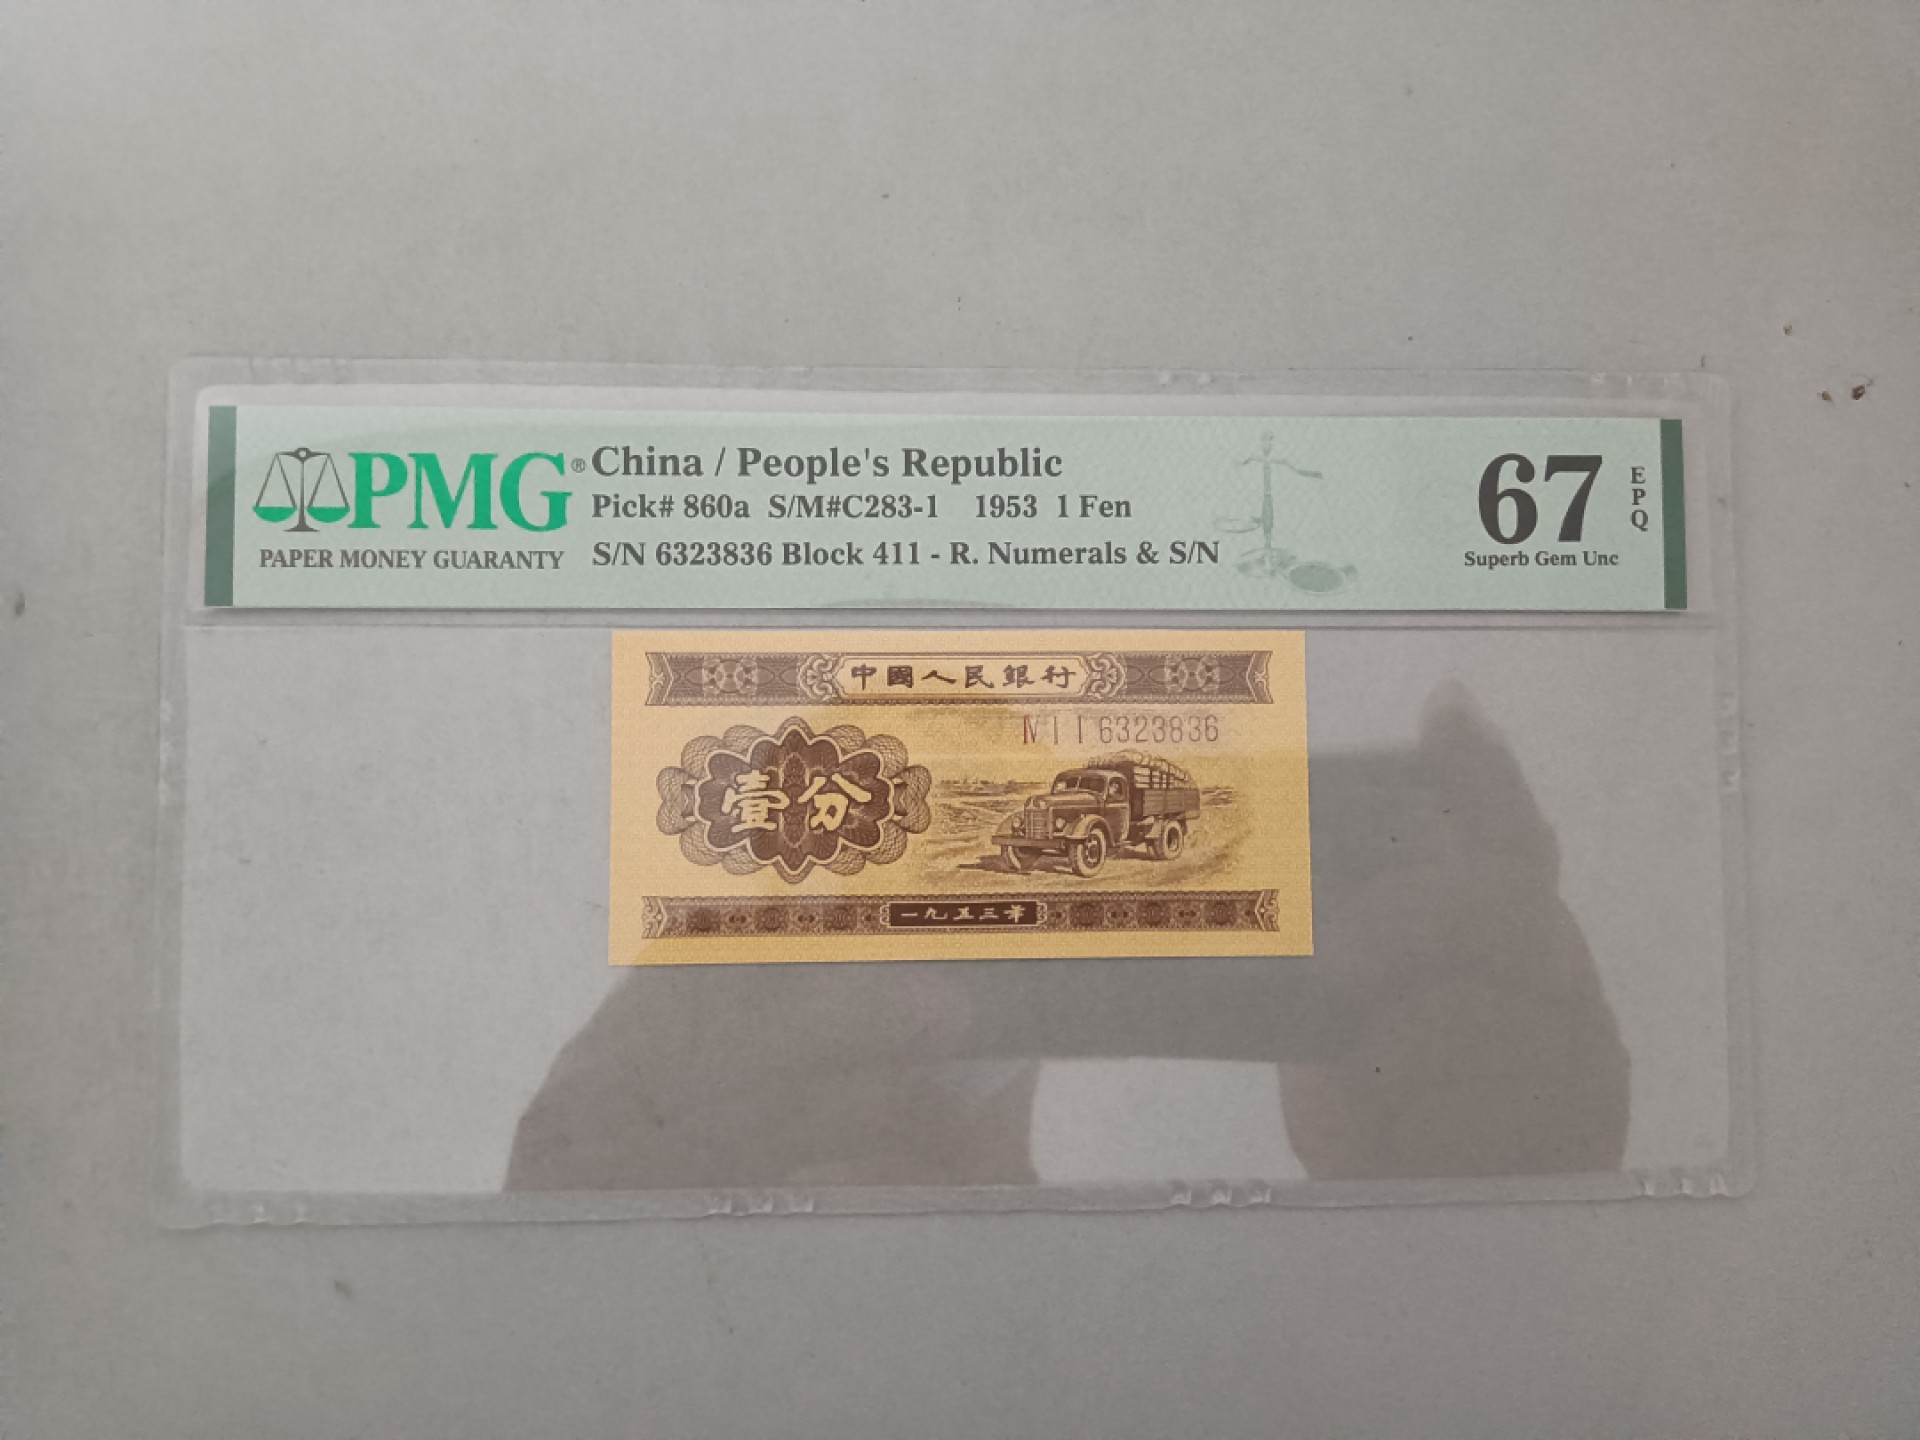 PMG®
PAPER MONEY GUARANTY
China / People's Republic
Pick# 860a S/M#C283-1 1953 1 Fen
S/N 6323836 Block 411 - R. Numerals & S/N
67
EPQ
Superb Gem Unc
中國人民銀行
Ⅳ Ⅰ Ⅰ 6323836
壹分
一九五三年